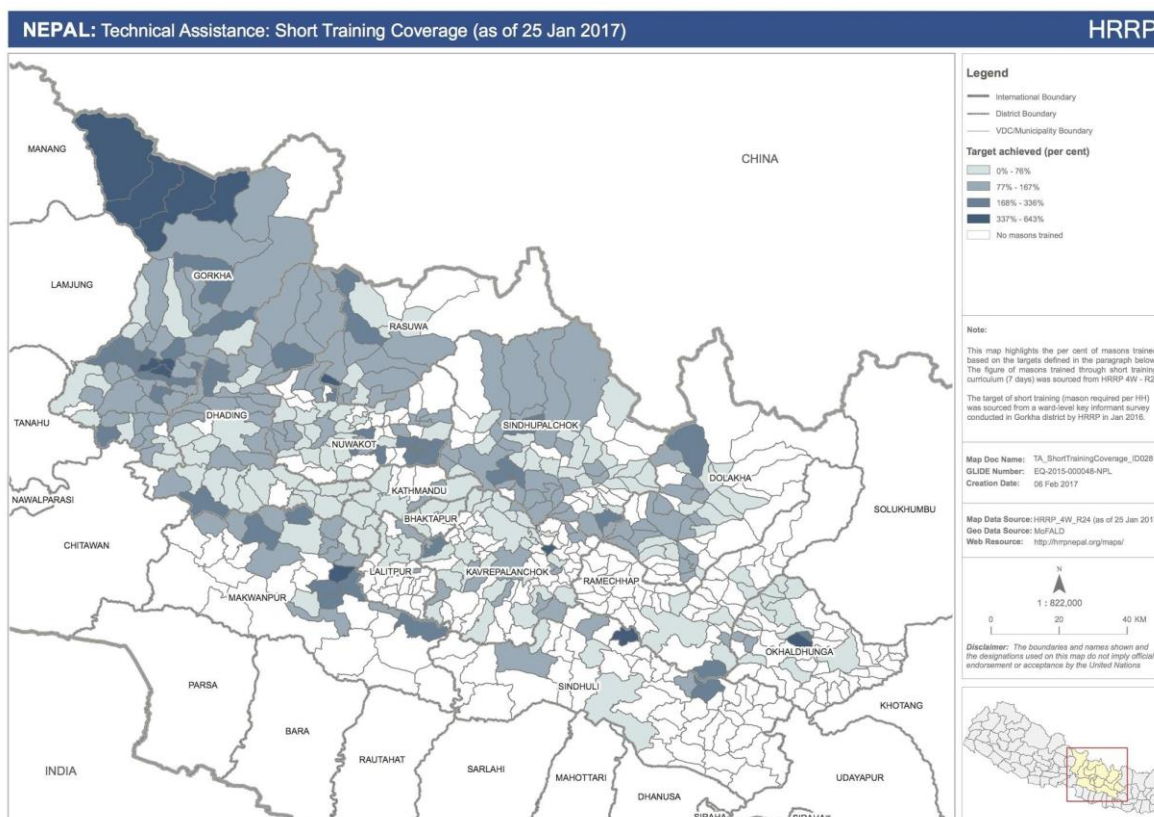 NEPAL: Technical Assistance: Short Training Coverage (as of 25 Jan 2017)
HRRP
MANANG
CHINA
LAMJUNG
GORKHA
RASUWA
TANAHU
DHADING
NUWAKOT
SINDHUPALCHOK
DOLAKHA
NAWALPARASI
KATHMANDU
SOLUKHUMBU
CHITAWAN
BHAKTAPUR
LALITPUR
KAVREPALANCHOK
RAMECHHAP
MAKWANPUR
OKHALDHUNGA
PARSA
SINDHULI
KHOTANG
BARA
RAUTAHAT
SARLAHI
MAHOTTARI
UDAYAPUR
INDIA
DHANUSA
SIRAHA
SIRAHA
Legend
International Boundary
District Boundary
VDC/Municipality Boundary
Target achieved (per cent)
0% - 76%
77% - 167%
168% - 336%
337% - 643%
No masons trained
Note:
This map highlights the per cent of masons trained
based on the targets defined in the paragraph below
The figure of masons trained through short training
curriculum (7 days) was sourced from HRRP 4W - R2
The target of short training (mason required per HH)
was sourced from a ward-level key informant survey
conducted in Gorkha district by HRRP in Jan 2016.
Map Doc Name: TA_ShortTrainingCoverage_ID028
GLIDE Number: EQ-2015-000048-NPL
Creation Date: 06 Feb 2017
Map Data Source: HRRP_4W_R24 (as of 25 Jan 201
Geo Data Source: MoFALD
Web Resource: http://hrrpnepal.org/maps/
N
1 : 822,000
0 20 40 KM
Disclaimer: The boundaries and names shown and
the designations used on this map do not imply official
endorsement or acceptance by the United Nations